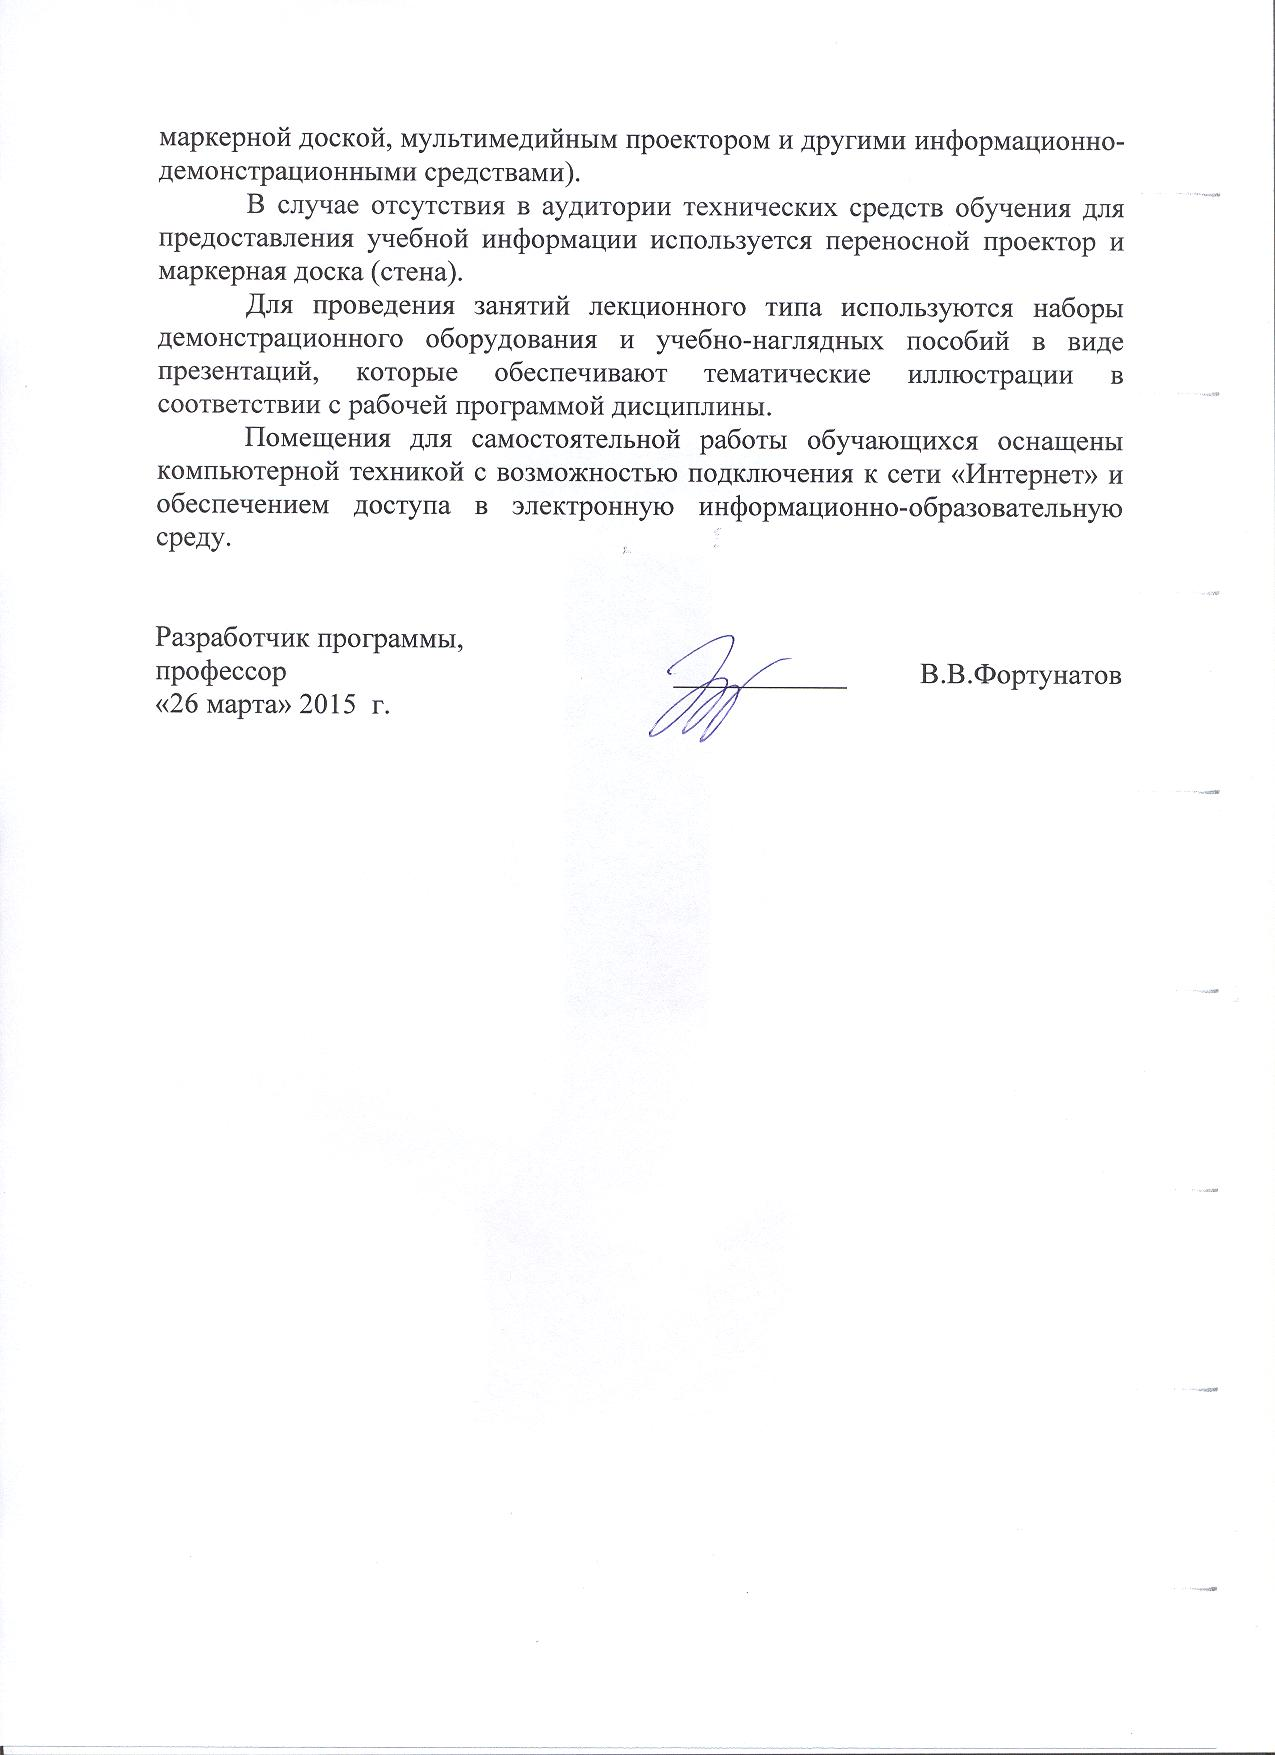 маркерной доской, мультимедийным проектором и другими информационно-
демонстрационными средствами).
В случае отсутствия в аудитории технических средств обучения для
предоставления учебной информации используется переносной проектор и
маркерная доска (стена).
Для проведения занятий лекционного типа используются наборы
демонстрационного оборудования и учебно-наглядных пособий в виде
презентаций, которые обеспечивают тематические иллюстрации в
соответствии с рабочей программой дисциплины.
Помещения для самостоятельной работы обучающихся оснащены
компьютерной техникой с возможностью подключения к сети «Интернет» и
обеспечением доступа в электронную информационно-образовательную
среду.
Разработчик программы,
профессор В.В.Фортунатов
«26 марта» 2015 г.